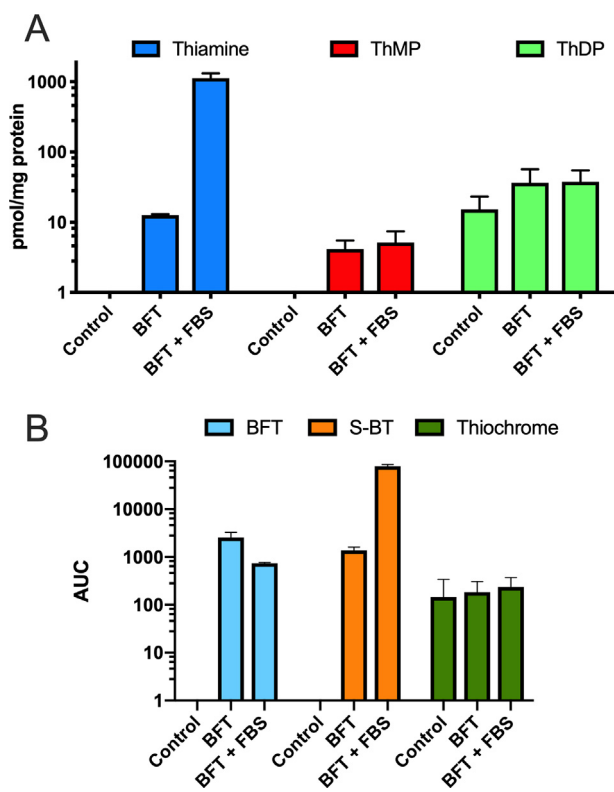 A
Thiamine ThMP ThDP
pmol/mg protein
1000
100
10
1
Control BFT BFT + FBS Control BFT BFT + FBS Control BFT BFT + FBS
B
BFT S-BT Thiochrome
AUC
100000
10000
1000
100
10
1
Control BFT BFT + FBS Control BFT BFT + FBS Control BFT BFT + FBS